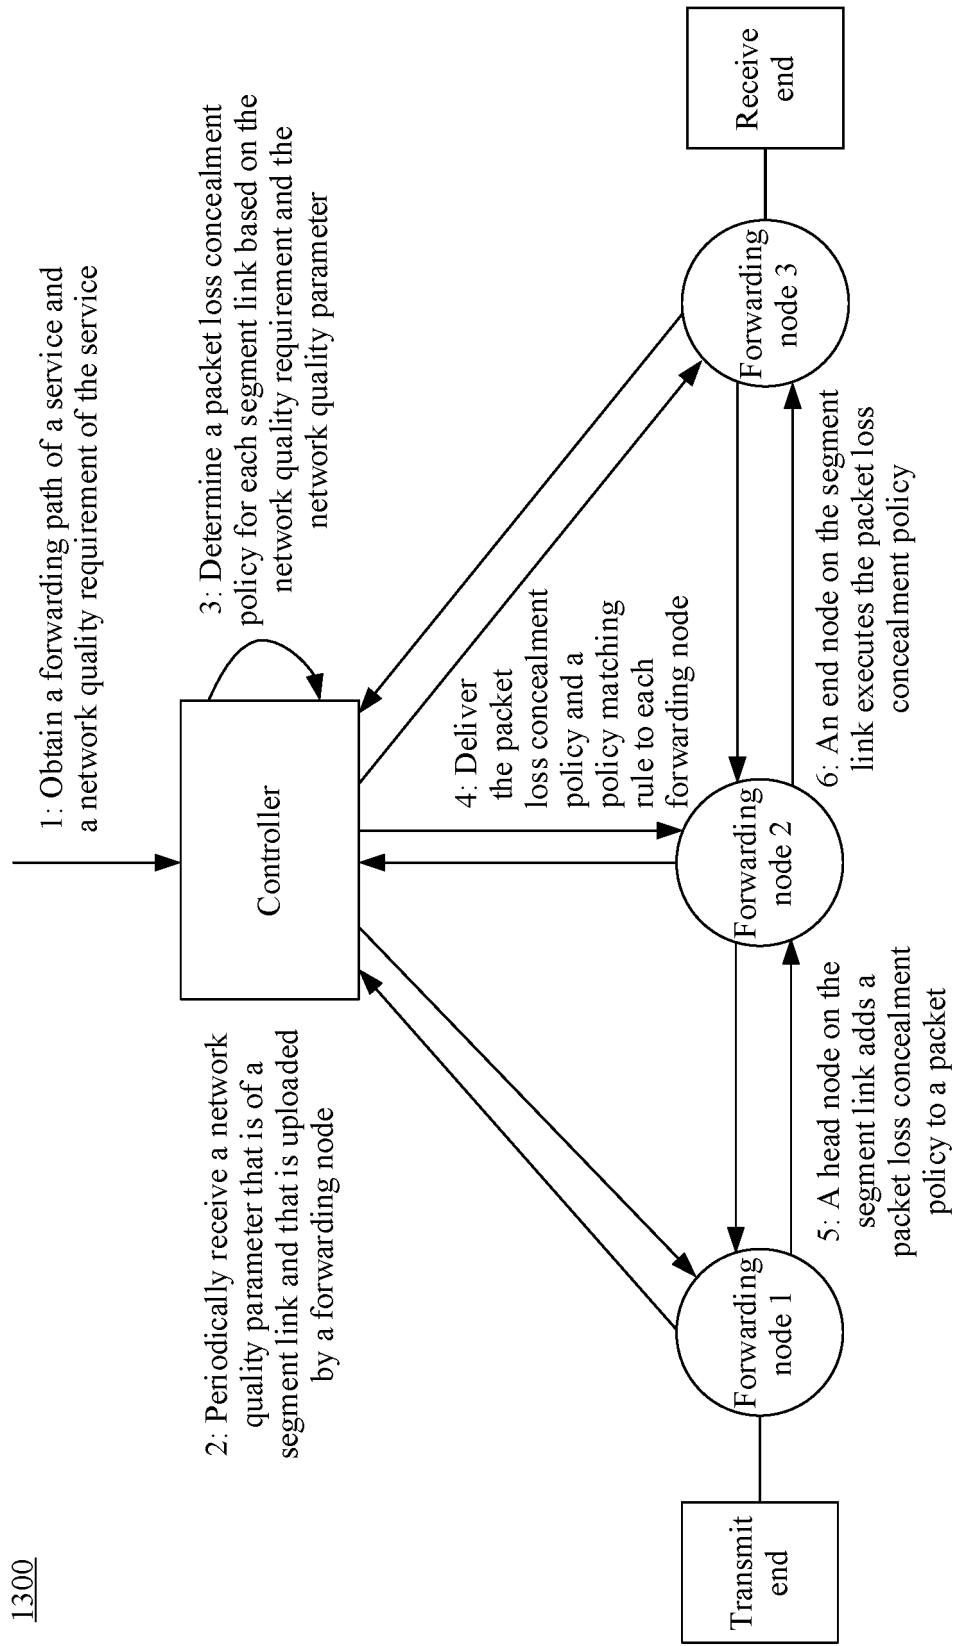 1300
1: Obtain a forwarding path of a service and
a network quality requirement of the service
2: Periodically receive a network
quality parameter that is of a
segment link and that is uploaded
by a forwarding node
Controller
3: Determine a packet loss concealment
policy for each segment link based on the
network quality requirement and the
network quality parameter
4: Deliver
the packet
loss concealment
policy and a
policy matching
rule to each
forwarding node
Transmit
end
Forwarding
node 1
Forwarding
node 2
Forwarding
node 3
Receive
end
5: A head node on the
segment link adds a
packet loss concealment
policy to a packet
6: An end node on the segment
link executes the packet loss
concealment policy